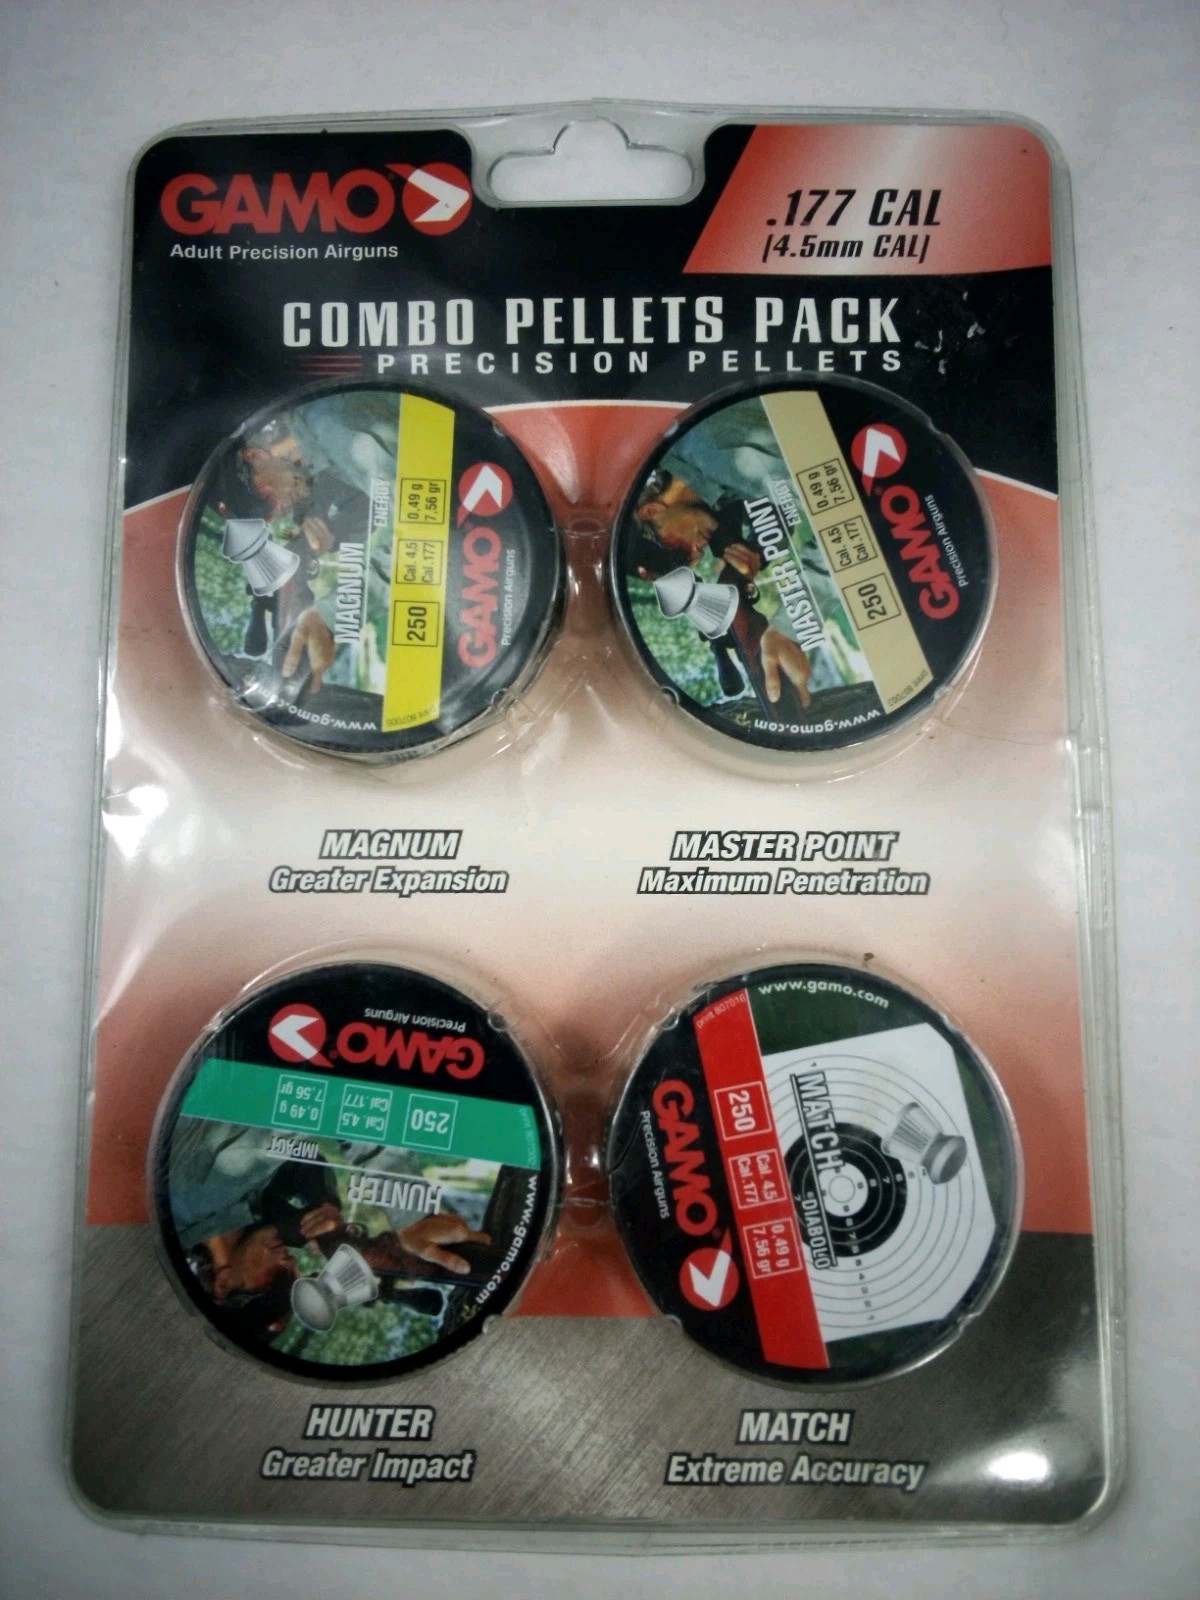 GAMO
Adult Precision Airguns
.177 CAL
(4.5mm CAL)
COMBO PELLETS PACK
PRECISION PELLETS
MAGNUM
ENERGY
250
Cal. 4,5
Cal .177
0,49 g
7,56 gr
GAMO
Precision Airguns
www.gamo.com
MASTER POINT
ENERGY
250
Cal. 4,5
Cal .177
0,49 g
7,56 gr
GAMO
Precision Airguns
www.gamo.com
MAGNUM
Greater Expansion
MASTER POINT
Maximum Penetration
GAMO
Precision Airguns
250
Cal. 4,5
Cal .177
0,49 g
7,56 gr
HUNTER
IMPACT
www.gamo.com
www.gamo.com
MATCH
DIABOLO
250
Cal. 4,5
Cal .177
0,49 g
7,56 gr
GAMO
Precision Airguns
HUNTER
Greater Impact
MATCH
Extreme Accuracy